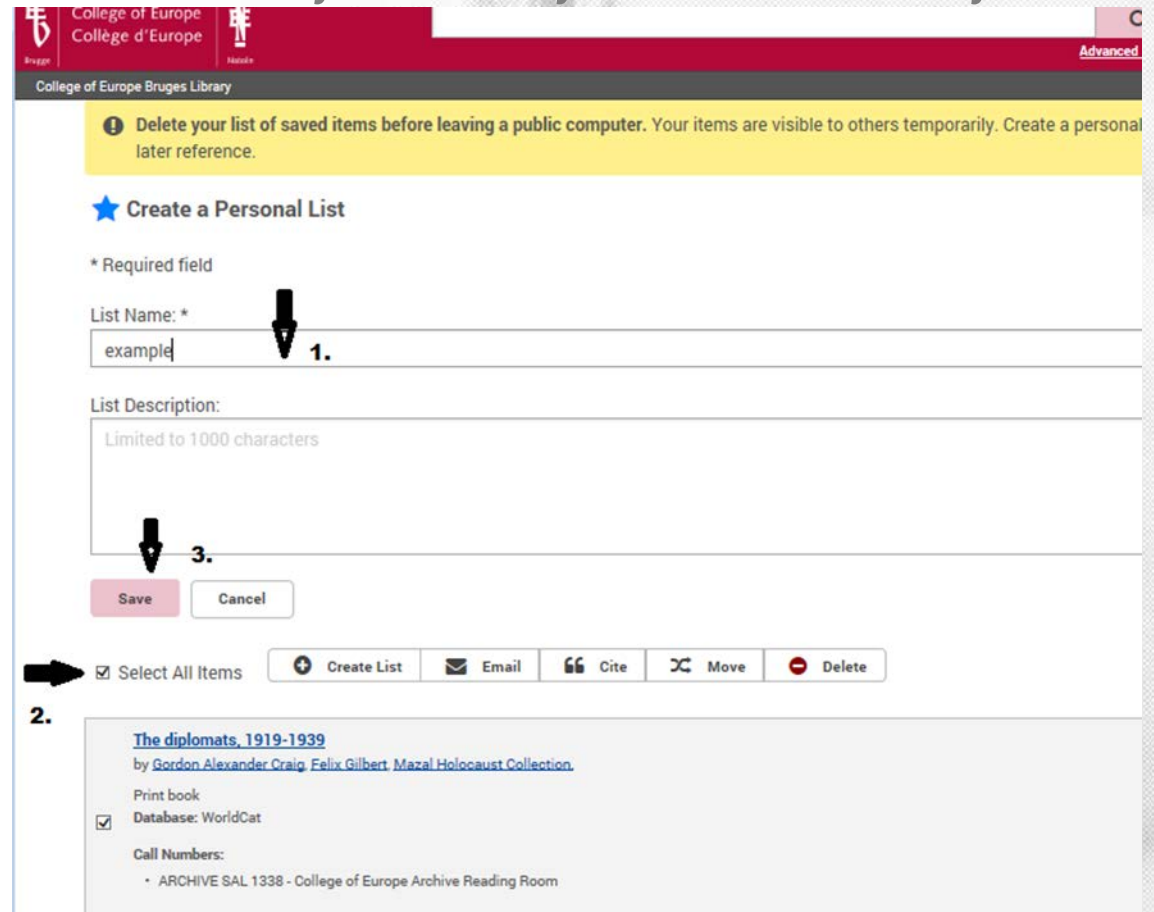 College of Europe
Collège d'Europe
Brugge
Natolin
Advanced
College of Europe Bruges Library
Delete your list of saved items before leaving a public computer. Your items are visible to others temporarily. Create a personal
later reference.
Create a Personal List
* Required field
List Name: *
example
1.
List Description:
Limited to 1000 characters
3.
Save Cancel
Select All Items Create List Email Cite Move Delete
2.
The diplomats, 1919-1939
by Gordon Alexander Craig, Felix Gilbert, Mazal Holocaust Collection.
Print book
Database: WorldCat
Call Numbers:
• ARCHIVE SAL 1338 - College of Europe Archive Reading Room